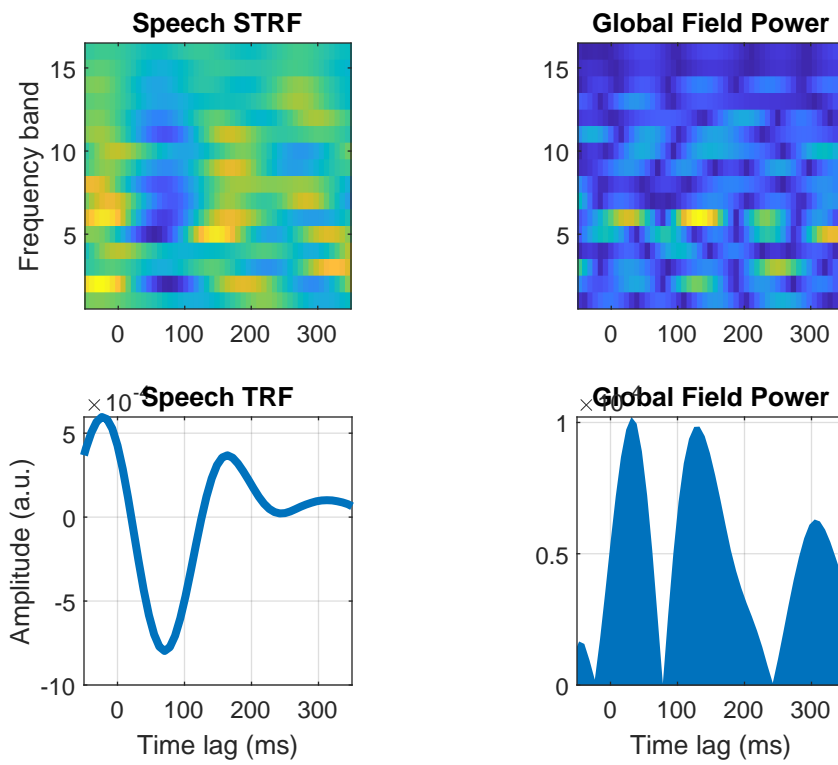 Speech STRF
Global Field Power
Frequency band
15
10
5
0 100 200 300
0 100 200 300
Speech TRF
×10-4
Global Field Power
Amplitude (a.u.)
5
0
-5
-10
1
0.5
0
0 100 200 300
0 100 200 300
Time lag (ms)
Time lag (ms)